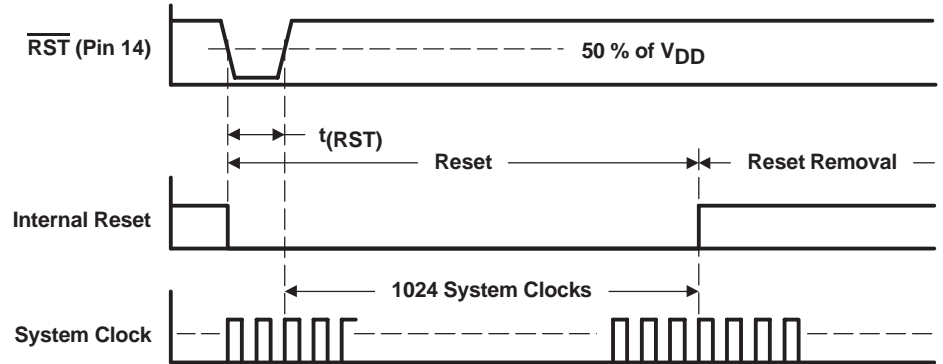 RST (Pin 14)
50 % of VDD
t(RST)
Reset
Reset Removal
Internal Reset
1024 System Clocks
System Clock